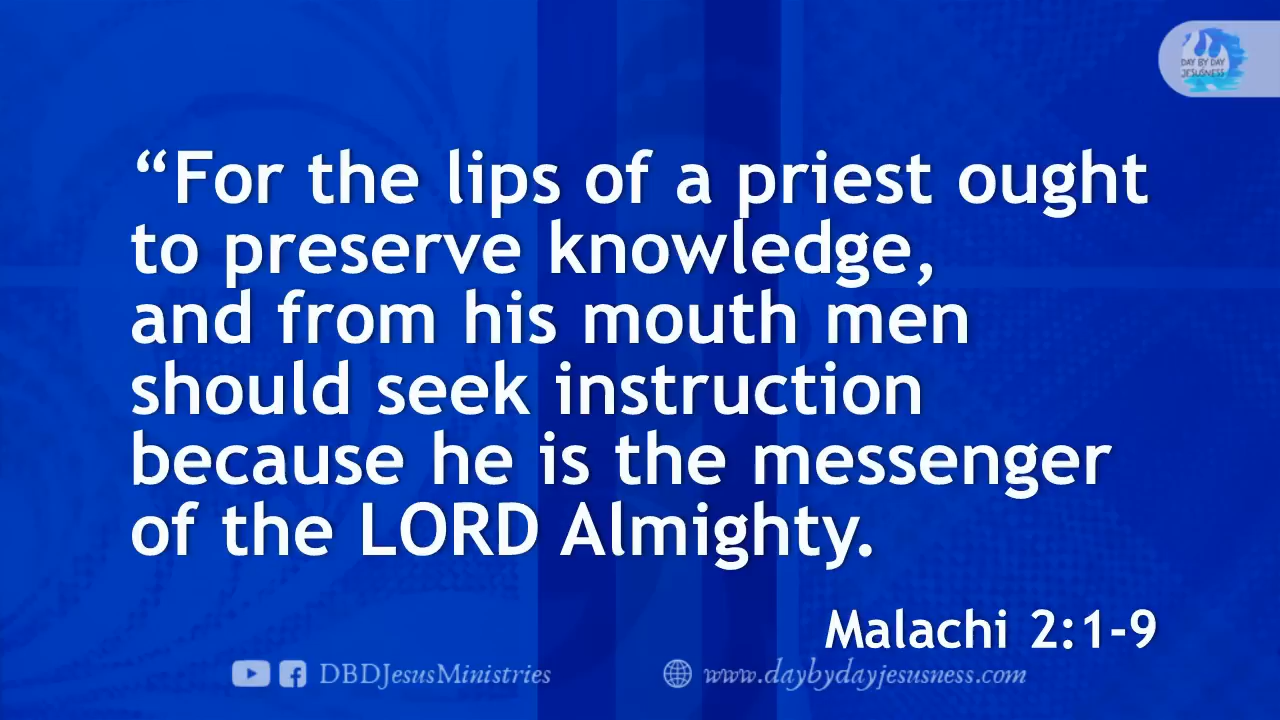 DAY BY DAY
JESUSNESS
“For the lips of a priest ought
to preserve knowledge,
and from his mouth men
should seek instruction
because he is the messenger
of the LORD Almighty.
Malachi 2:1-9
DBDJesusMinistries
www.daybydayjesusness.com